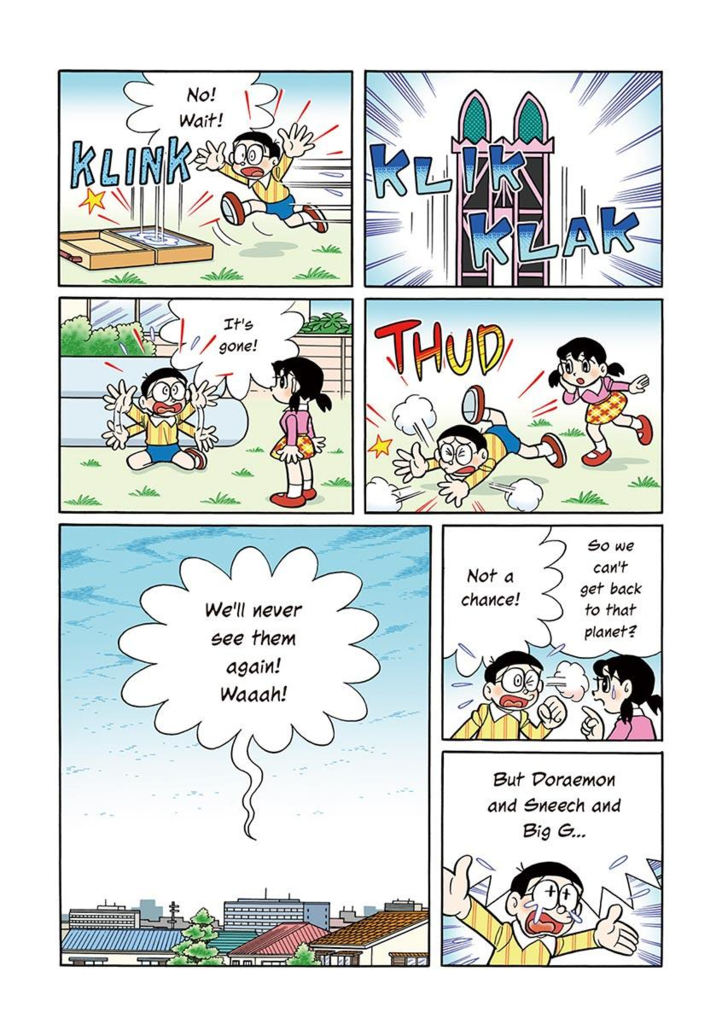 KLIK
KLAK
No!
Wait!
KLINK
THUD
It's
gone!
So we
can't
get back
to that
planet?
Not a
chance!
But Doraemon
and Sneech and
Big G...
We'll never
see them
again!
Waaah!